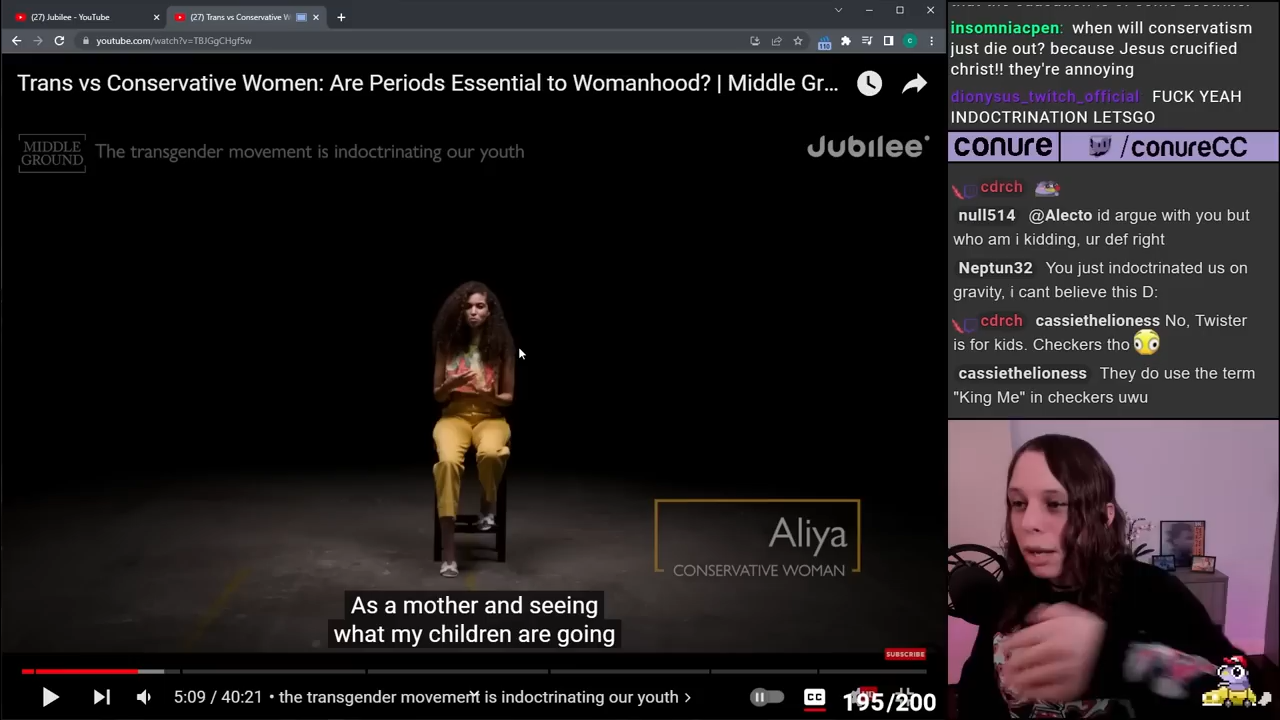 (27) Jubilee - YouTube
(27) Trans vs Conservative W
youtube.com/watch?v=TBJGgCHgf5w
Trans vs Conservative Women: Are Periods Essential to Womanhood? | Middle Gr...
MIDDLE
GROUND
The transgender movement is indoctrinating our youth
Jubilee
Aliya
CONSERVATIVE WOMAN
As a mother and seeing
what my children are going
SUBSCRIBE
5:09 / 40:21 • the transgender movement is indoctrinating our youth >
CC
195/200
insomniacpen: when will conservatism
just die out? because Jesus crucified
christ!! they're annoying
dionysus_twitch_official FUCK YEAH
INDOCTRINATION LETSGO
conure
/conureCC
cdrch
null514 @Alecto id argue with you but
who am i kidding, ur def right
Neptun32 You just indoctrinated us on
gravity, i cant believe this D:
cdrch cassiethelioness No, Twister
is for kids. Checkers tho
cassiethelioness They do use the term
"King Me" in checkers uwu